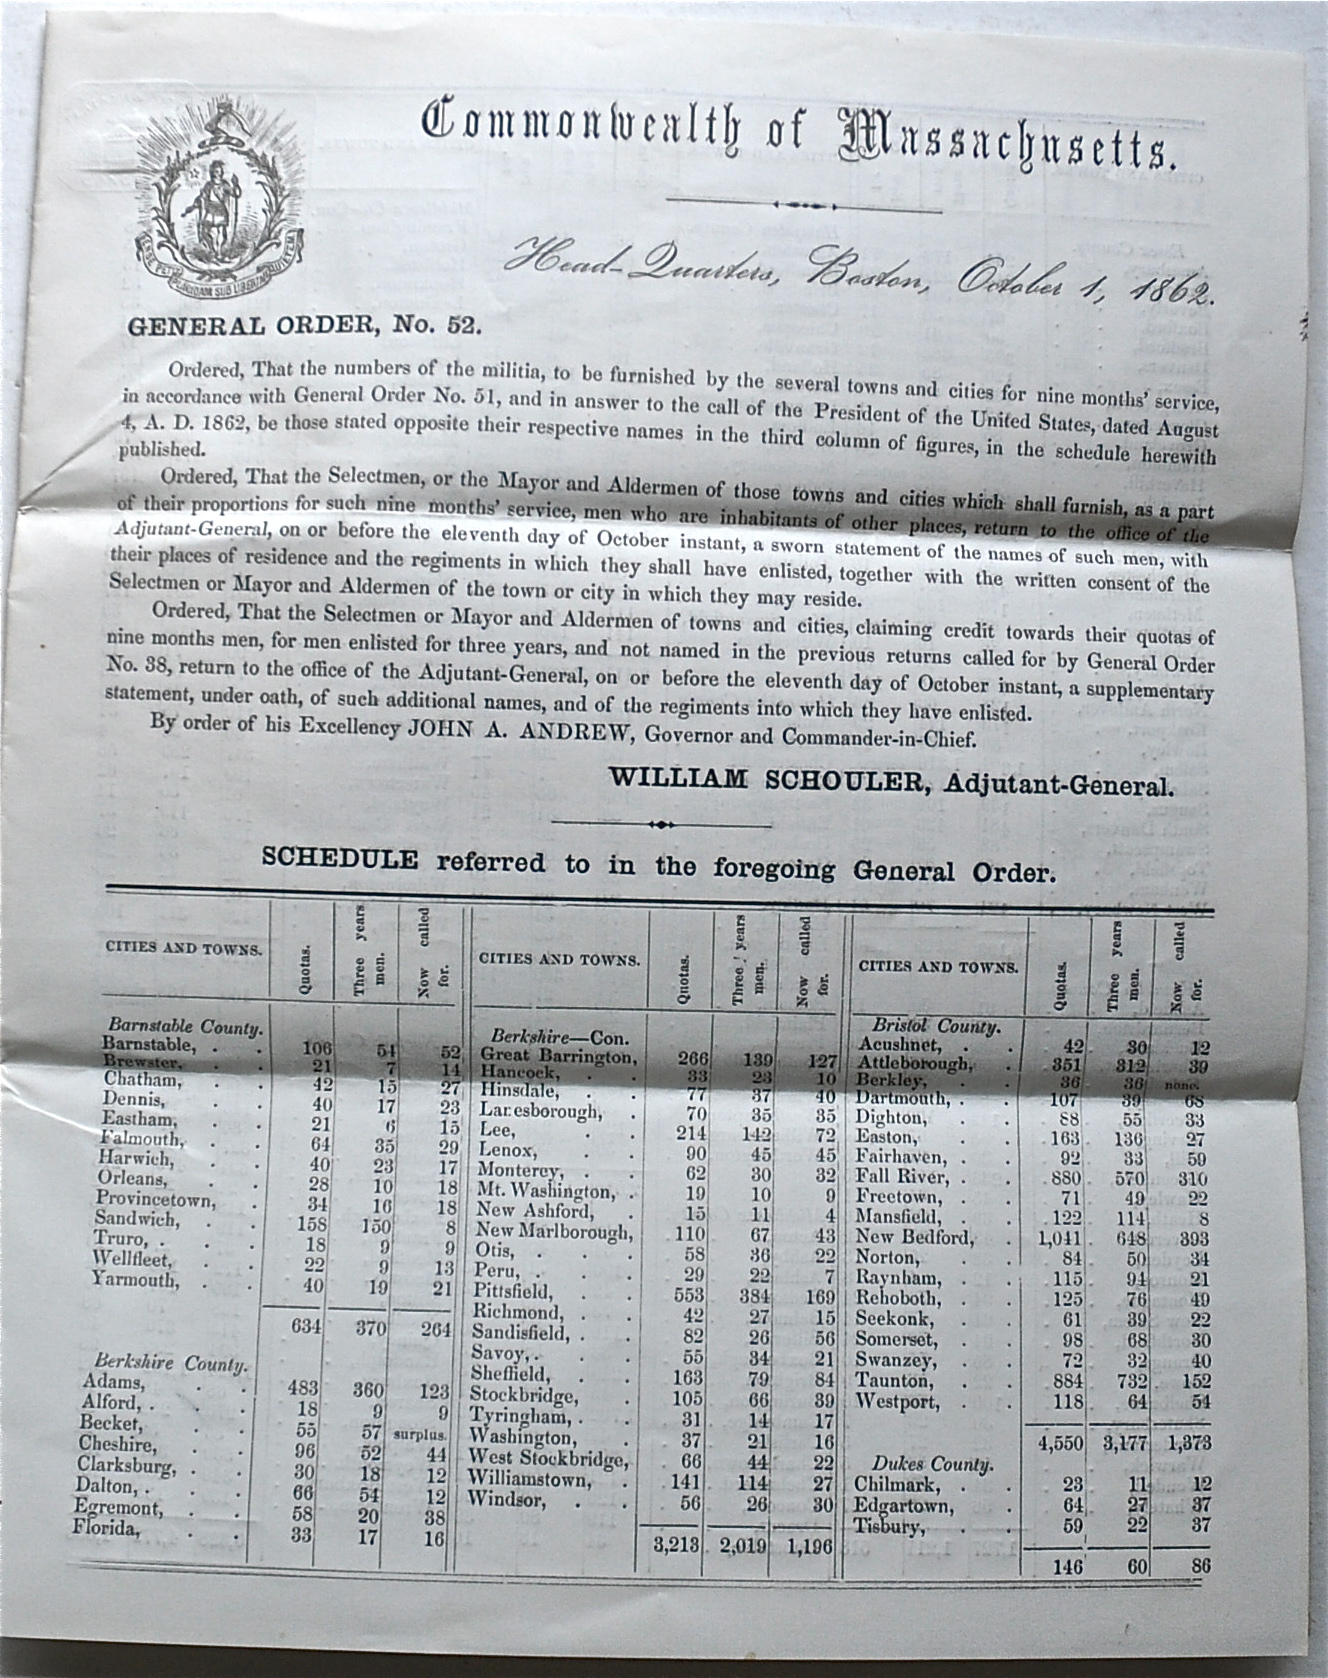 Commonwealth of Massachusetts.
ENSE PETIT PLACIDAM SUB LIBERTATE QUIETEM
Head-Quarters, Boston, October 1, 1862.
GENERAL ORDER, No. 52.
Ordered, That the numbers of the militia, to be furnished by the several towns and cities for nine months' service,
in accordance with General Order No. 51, and in answer to the call of the President of the United States, dated August
4, A. D. 1862, be those stated opposite their respective names in the third column of figures, in the schedule herewith
published.
Ordered, That the Selectmen, or the Mayor and Aldermen of those towns and cities which shall furnish, as a part
of their proportions for such nine months' service, men who are inhabitants of other places, return to the office of the
Adjutant-General, on or before the eleventh day of October instant, a sworn statement of the names of such men, with
their places of residence and the regiments in which they shall have enlisted, together with the written consent of the
Selectmen or Mayor and Aldermen of the town or city in which they may reside.
Ordered, That the Selectmen or Mayor and Aldermen of towns and cities, claiming credit towards their quotas of
nine months men, for men enlisted for three years, and not named in the previous returns called for by General Order
No. 38, return to the office of the Adjutant-General, on or before the eleventh day of October instant, a supplementary
statement, under oath, of such additional names, and of the regiments into which they have enlisted.
By order of his Excellency JOHN A. ANDREW, Governor and Commander-in-Chief.
WILLIAM SCHOULER, Adjutant-General.
SCHEDULE referred to in the foregoing General Order.
CITIES AND TOWNS. Quotas. Three years men. Now called for.
Barnstable County.
Barnstable, . . 106 54 52
Brewster, . . 21 7 14
Chatham, . . 42 15 27
Dennis, . . 40 17 23
Eastham, . . 21 6 15
Falmouth, . . 64 35 29
Harwich, . . 40 23 17
Orleans, . . 28 10 18
Provincetown, . 34 16 18
Sandwich, . . 158 150 8
Truro, . . . 18 9 9
Wellfleet, . . 22 9 13
Yarmouth, . . 40 19 21
634 370 264
Berkshire County.
Adams, . . 483 360 123
Alford, . . . 18 9 9
Becket, . . 55 57 surplus.
Cheshire, . . 96 52 44
Clarksburg, . . 30 18 12
Dalton, . . . 66 54 12
Egremont, . . 58 20 38
Florida, . . 33 17 16
CITIES AND TOWNS. Quotas. Three years men. Now called for.
Berkshire—Con.
Great Barrington, 266 139 127
Hancock, . . 33 23 10
Hinsdale, . . 77 37 40
Lanesborough, . 70 35 35
Lee, . . 214 142 72
Lenox, . . 90 45 45
Monterey, . . 62 30 32
Mt. Washington, . 19 10 9
New Ashford, . 15 11 4
New Marlborough, 110 67 43
Otis, . . . 58 36 22
Peru, . . . 29 22 7
Pittsfield, . . 553 384 169
Richmond, . . 42 27 15
Sandisfield, . . 82 26 56
Savoy, . . . 55 34 21
Sheffield, . . 163 79 84
Stockbridge, . 105 66 39
Tyringham, . . 31 14 17
Washington, . 37 21 16
West Stockbridge, 66 44 22
Williamstown, . 141 114 27
Windsor, . . 56 26 30
3,213 2,019 1,196
CITIES AND TOWNS. Quotas. Three years men. Now called for.
Bristol County.
Acushnet, . . 42 30 12
Attleborough, . 351 312 39
Berkley, . . 36 36 none.
Dartmouth, . . 107 39 68
Dighton, . . 88 55 33
Easton, . . 163 136 27
Fairhaven, . . 92 33 59
Fall River, . . 880 570 310
Freetown, . . 71 49 22
Mansfield, . . 122 114 8
New Bedford, . 1,041 648 393
Norton, . . 84 50 34
Raynham, . . 115 94 21
Rehoboth, . . 125 76 49
Seekonk, . . 61 39 22
Somerset, . . 98 68 30
Swanzey, . . 72 32 40
Taunton, . . 884 732 152
Westport, . . 118 64 54
4,550 3,177 1,373
Dukes County.
Chilmark, . . 23 11 12
Edgartown, . 64 27 37
Tisbury, . . 59 22 37
146 60 86